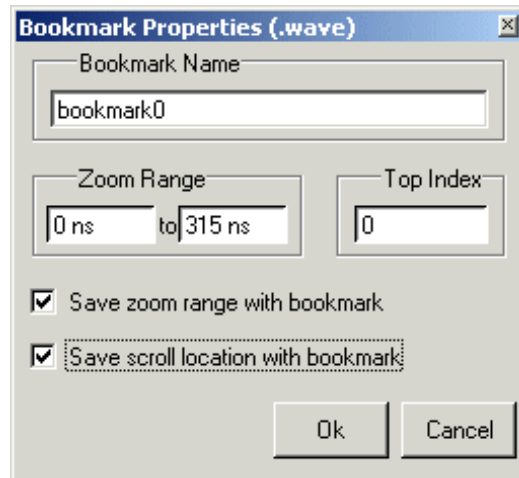 Bookmark Properties (.wave)
Bookmark Name
bookmark0
Zoom Range
Top Index
0 ns to 315 ns
0
Save zoom range with bookmark
Save scroll location with bookmark
Ok
Cancel